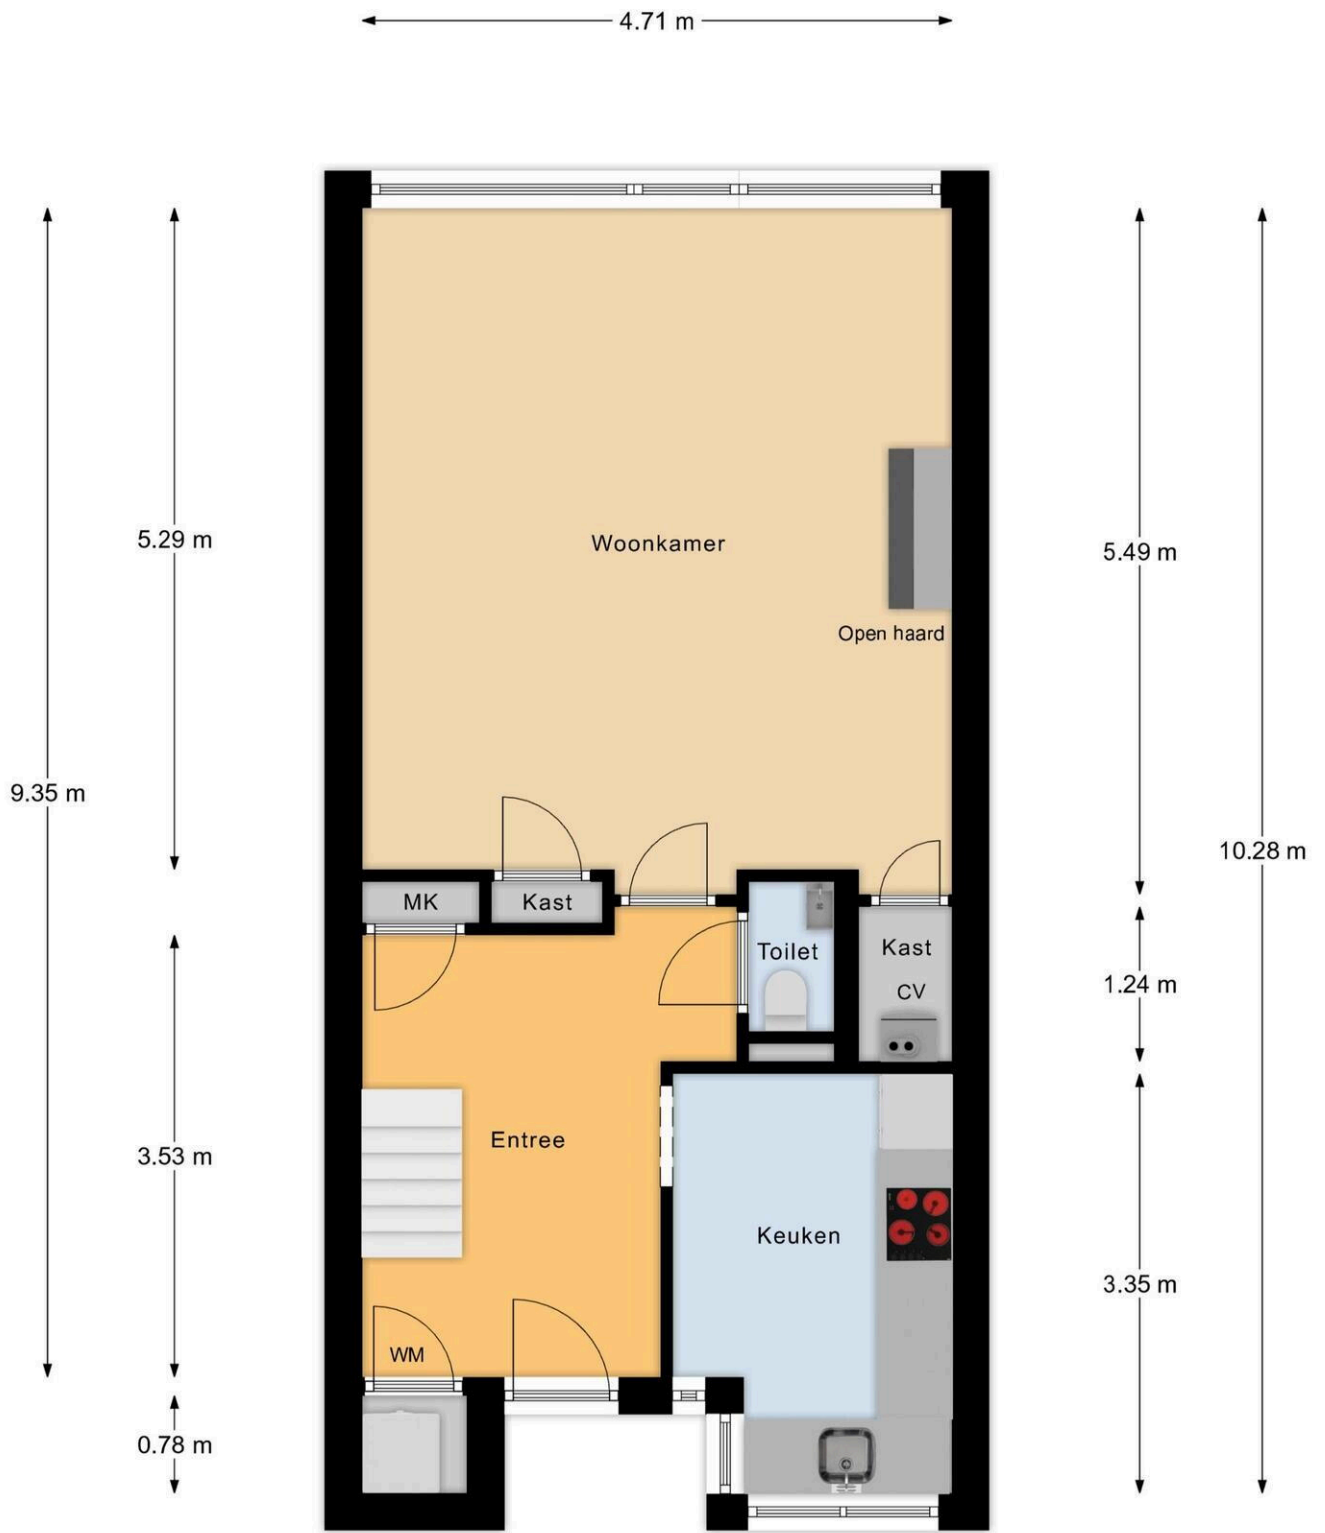 4.71 m
5.29 m
Woonkamer
5.49 m
Open haard
9.35 m
10.28 m
MK
Kast
Toilet
Kast
CV
1.24 m
Entree
3.53 m
Keuken
3.35 m
WM
0.78 m